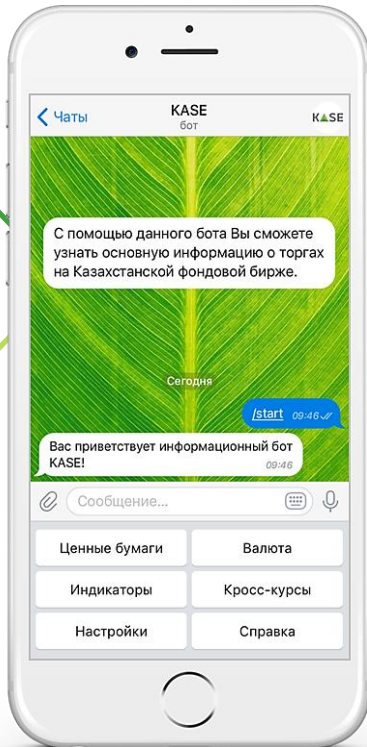 Чаты
KASE
бот
KASE
С помощью данного бота Вы сможете
узнать основную информацию о торгах
на Казахстанской фондовой бирже.
Сегодня
/start 09:46
Вас приветствует информационный бот
KASE!
09:46
Сообщение...
Ценные бумаги
Валюта
Индикаторы
Кросс-курсы
Настройки
Справка